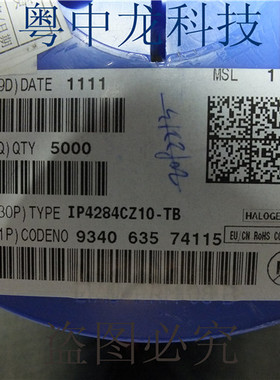 粤中龙科技
9D) DATE 1111
MSL 1
Q) QTY 5000
30P) TYPE IP4284CZ10-TB
HALOGE
1P) CODENO 9340 635 74115
EU/CN RoHS CO
盗图必究